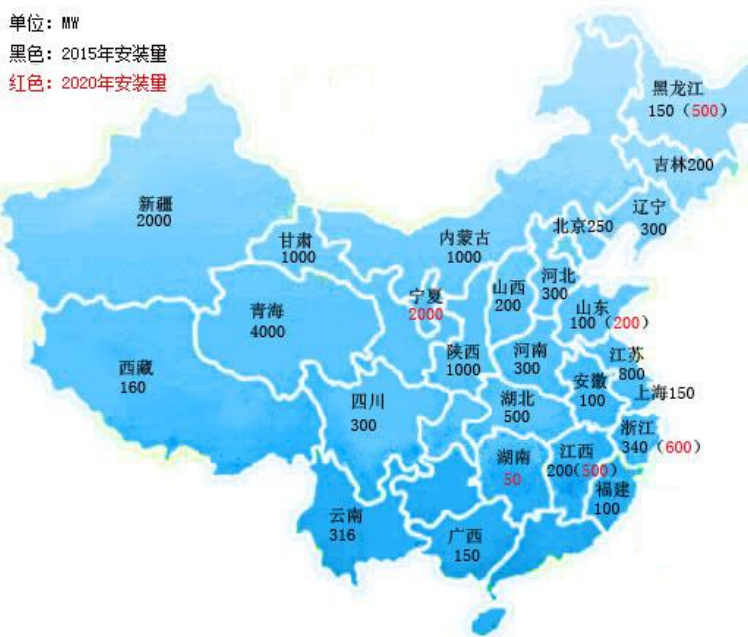 单位: MW
黑色: 2015年安装量
红色: 2020年安装量
黑龙江
150（500）
吉林200
辽宁
300
北京250
新疆
2000
甘肃
1000
内蒙古
1000
宁夏
2000
山西
200
河北
300
山东
100（200）
青海
4000
西藏
160
陕西
1000
河南
300
江苏
800
安徽
100
上海150
四川
300
湖北
500
浙江
340（600）
湖南
50
江西
200(500)
福建
100
云南
316
广西
150